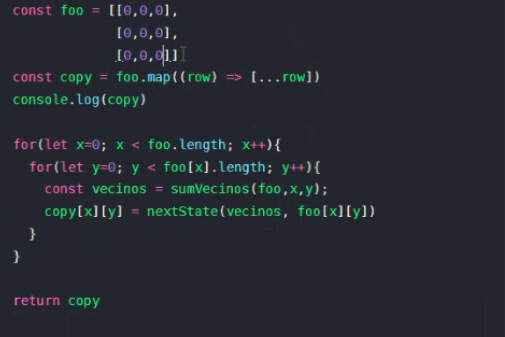 const foo = [[0,0,0],
[0,0,0],
[0,0,0]]
const copy = foo.map((row) => [...row])
console.log(copy)
for(let x=0; x < foo.length; x++){
for(let y=0; y < foo[x].length; y++){
const vecinos = sumVecinos(foo,x,y);
copy[x][y] = nextState(vecinos, foo[x][y])
}
}
return copy